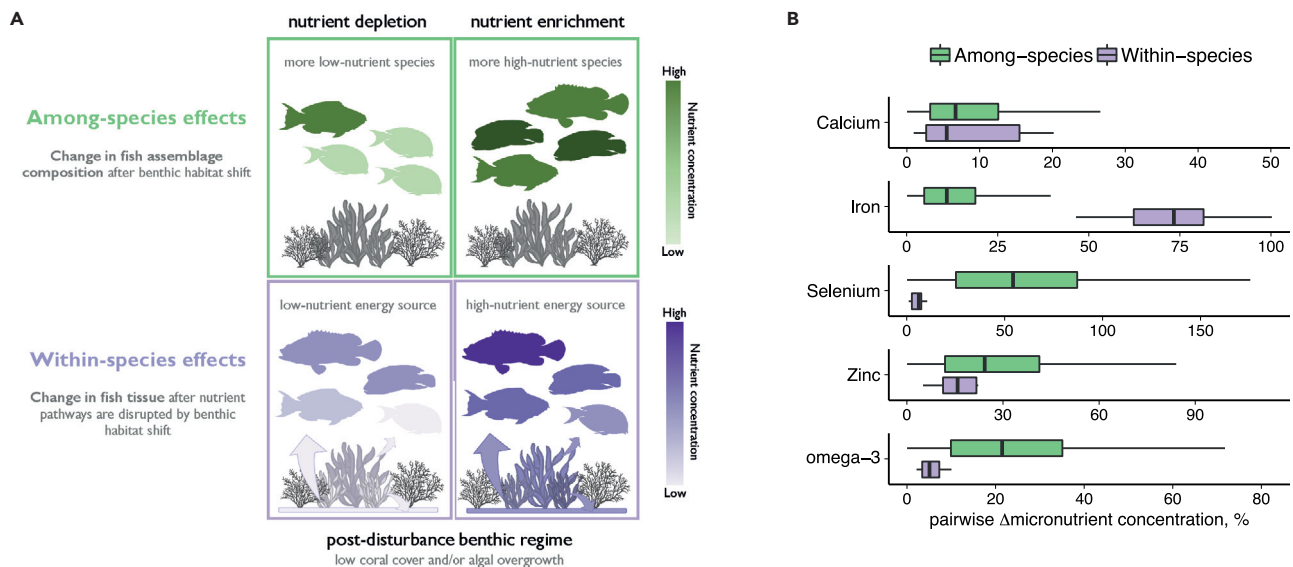 A
nutrient depletion
nutrient enrichment
more low-nutrient species
more high-nutrient species
High
Nutrient concentration
Low
Among-species effects
Change in fish assemblage
composition after benthic habitat shift
low-nutrient energy source
high-nutrient energy source
High
Nutrient concentration
Low
Within-species effects
Change in fish tissue after nutrient
pathways are disrupted by benthic
habitat shift
post-disturbance benthic regime
low coral cover and/or algal overgrowth
B
Among-species Within-species
Calcium
0 10 20 30 40 50
Iron
0 25 50 75 100
Selenium
0 50 100 150
Zinc
0 30 60 90
omega-3
0 20 40 60 80
pairwise Δmicronutrient concentration, %